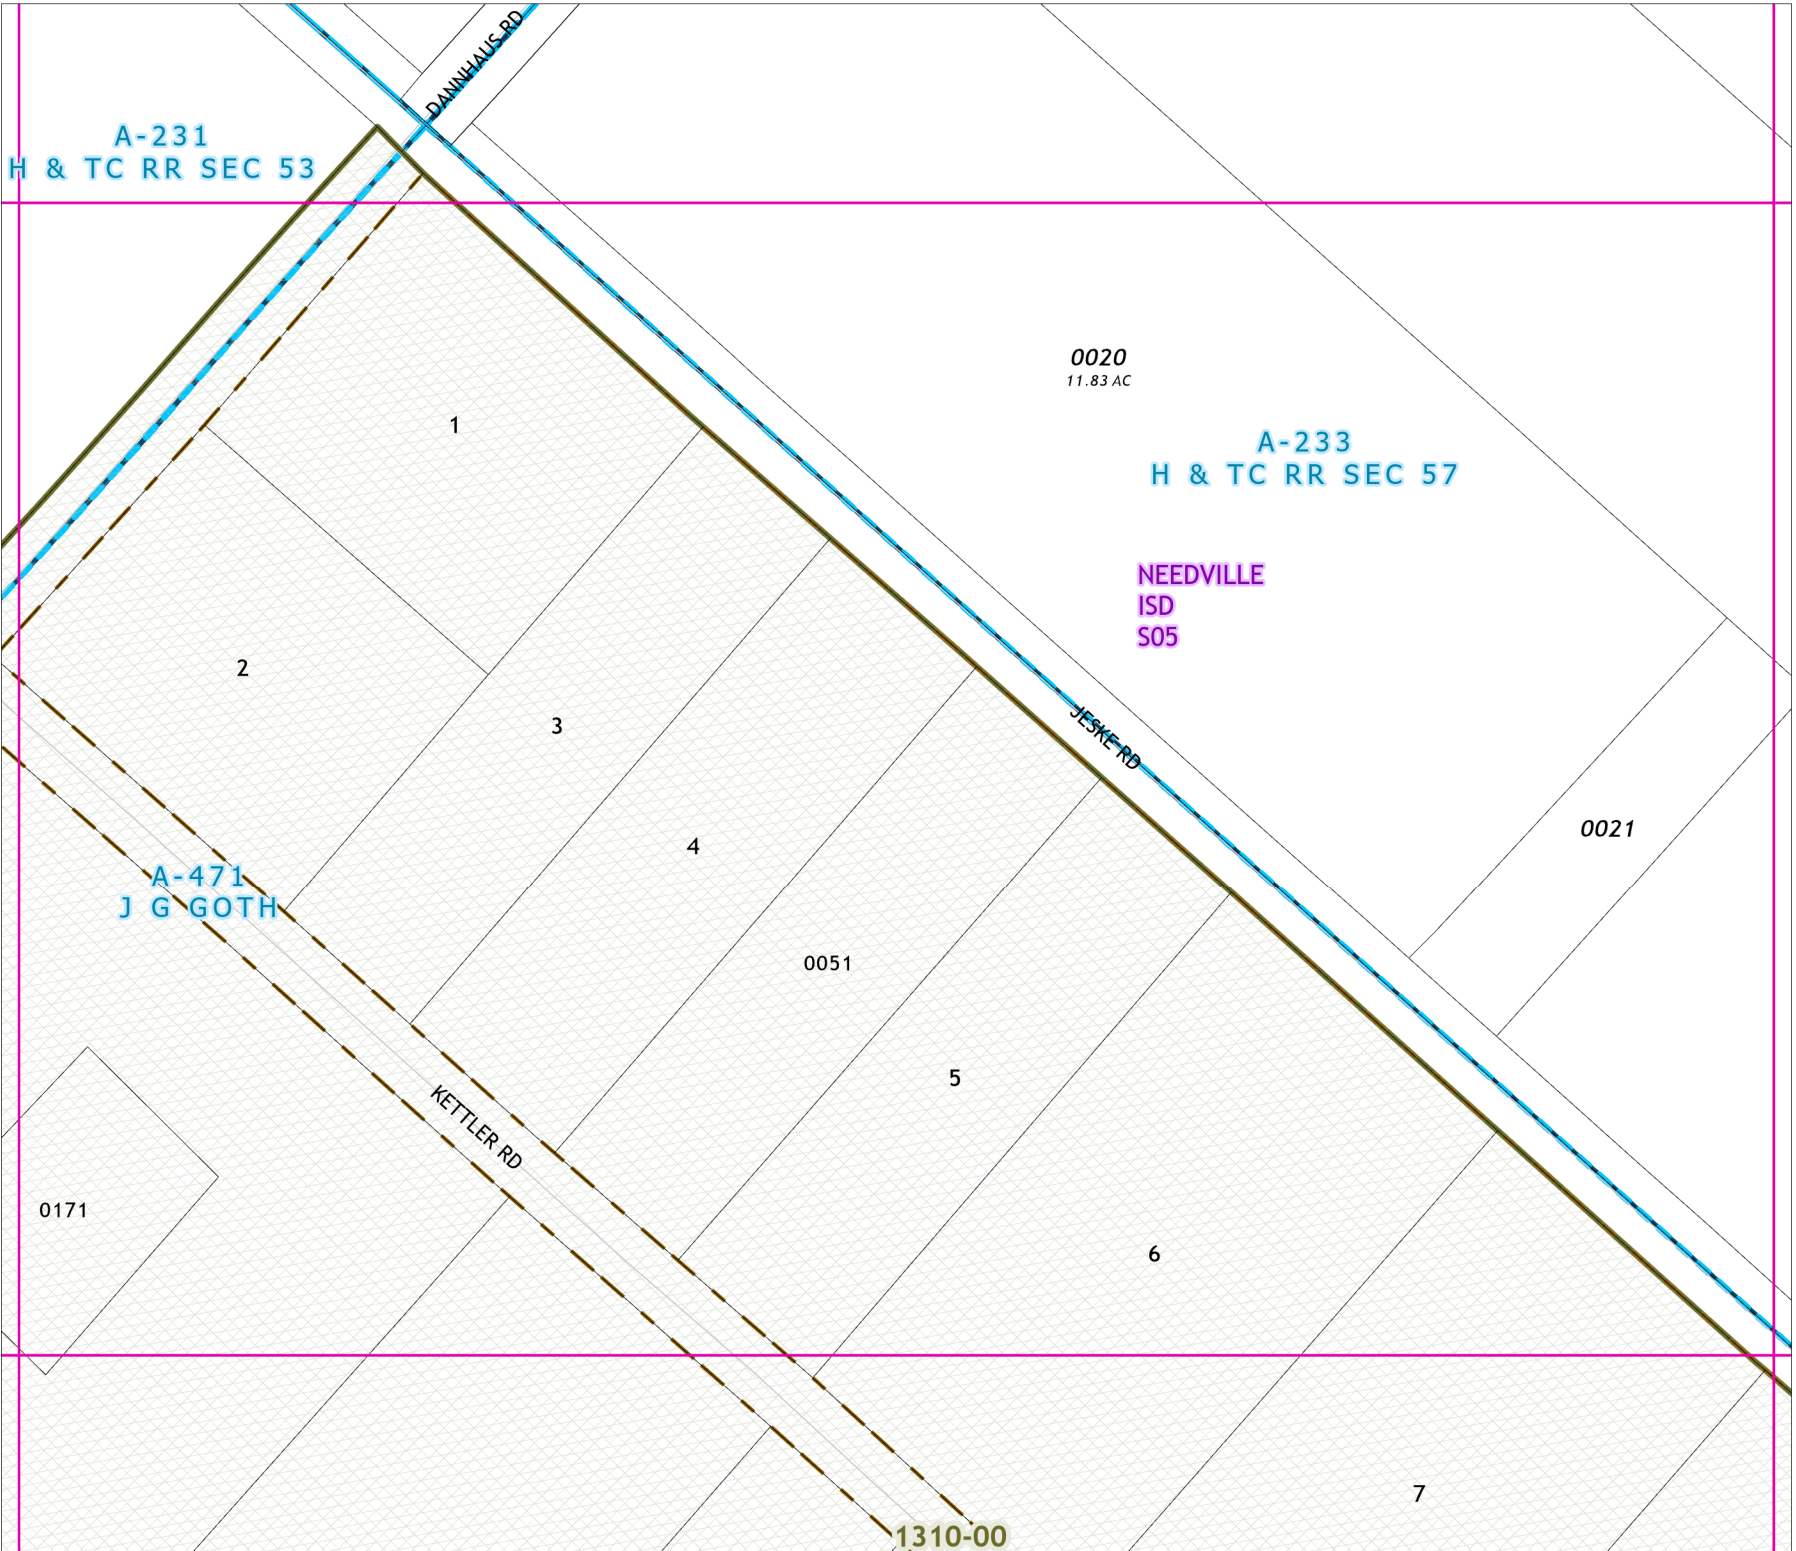 DANNHAUS RD
A-231
H & TC RR SEC 53
0020
11.83 AC
1
A-233
H & TC RR SEC 57
NEEDVILLE
ISD
S05
2
3
JESKE RD
0021
4
A-471
J G GOTH
0051
5
KETTLER RD
0171
6
7
1310-00